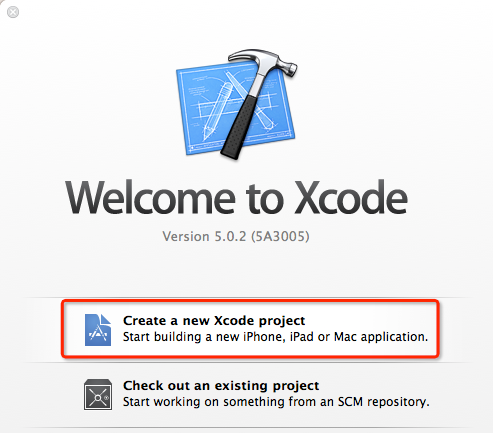 Welcome to Xcode
Version 5.0.2 (5A3005)
Create a new Xcode project
Start building a new iPhone, iPad or Mac application.
Check out an existing project
Start working on something from an SCM repository.